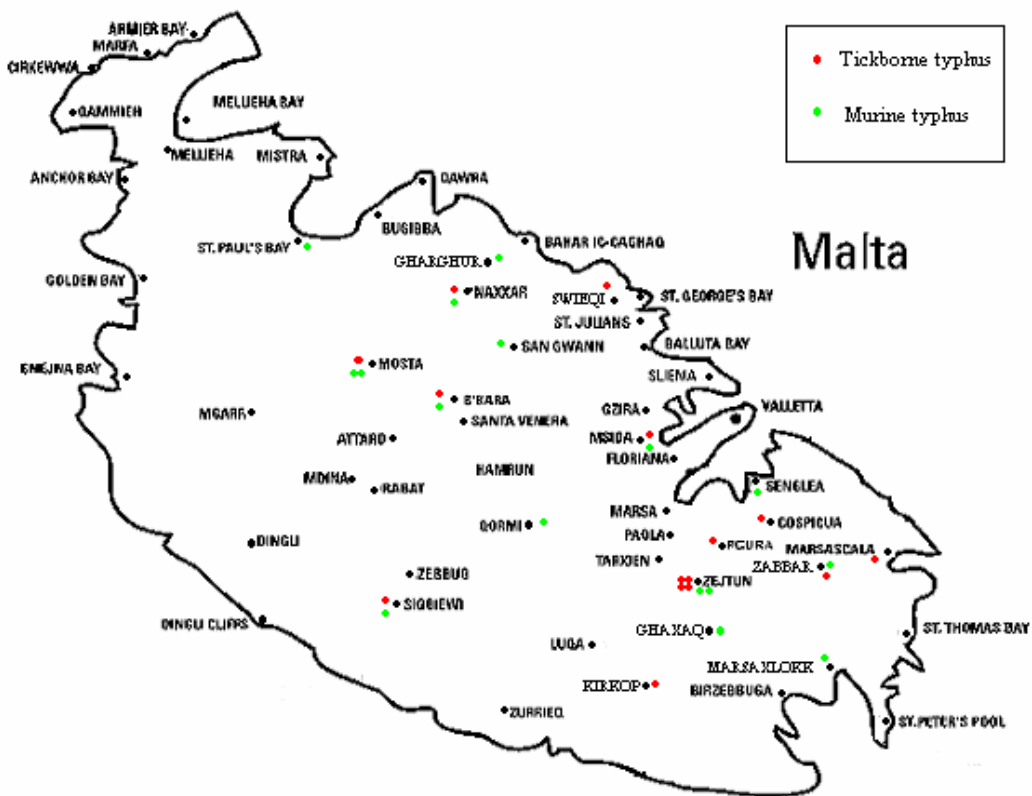 ARMIER BAY
MARFA
CIRKEWWA
Tickborne typhus
Murine typhus
GAMMIEH
MELLIEHA BAY
MELLIEHA
MISTRA
ANCHOR BAY
QAWRA
BUGIBBA
ST. PAUL'S BAY
BAHAR IC-CAGHAQ
Malta
GHARGHUR
GOLDEN BAY
NAXXAR
SWIEQI
ST. GEORGE'S BAY
ST. JULIANS
SAN GWANN
BALLUTA BAY
MOSTA
GNEJNA BAY
SLIEMA
B'KARA
MGARR
GZIRA
VALLETTA
SANTA VENERA
ATTARD
MSIDA
FLORIANA
HAMRUN
MDINA
RABAT
SENGLEA
MARSA
QORMI
COSPICUA
PAOLA
FGURA
DINGLI
MARSASCALA
TARXIEN
ZABBAR
ZEBBUG
ZEJTUN
SIGGIEWI
DINGLI CLIFFS
GHAXAQ
ST. THOMAS BAY
LUQA
MARSAXLOKK
KIRKOP
BIRZEBBUGA
ZURRIEQ
ST. PETER'S POOL